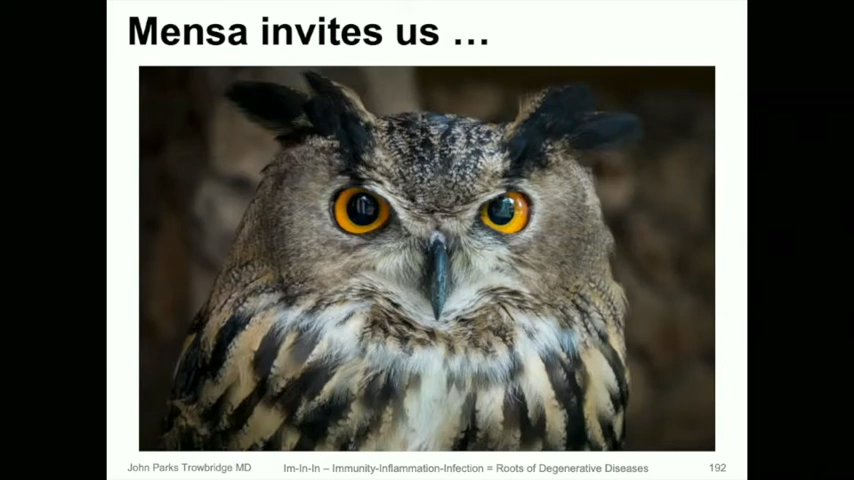 Mensa invites us …
John Parks Trowbridge MD Im-In-In – Immunity-Inflammation-Infection = Roots of Degenerative Diseases 192